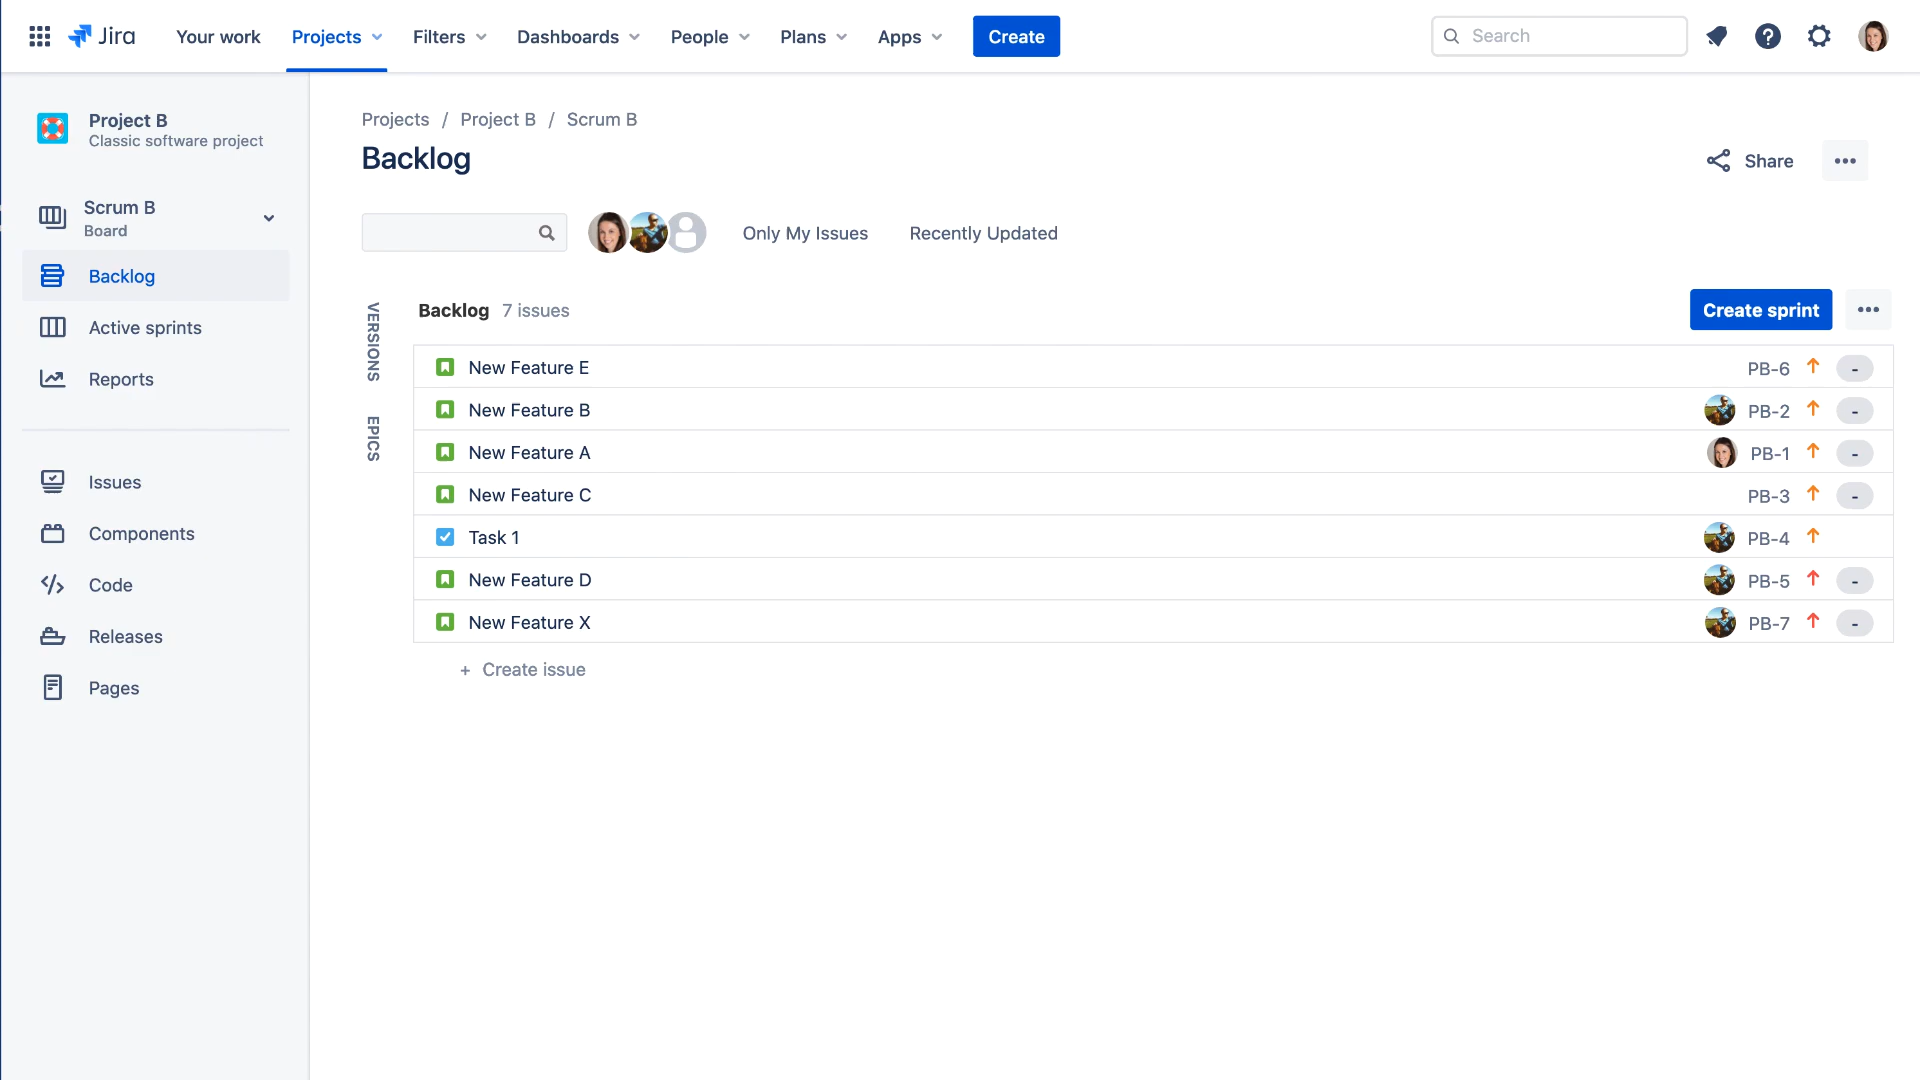 Jira Your work Projects Filters Dashboards People Plans Apps Create Search
Project B
Classic software project
Scrum B
Board
Backlog
Active sprints
Reports
Issues
Components
Code
Releases
Pages
Projects / Project B / Scrum B
Backlog
Share
Only My Issues Recently Updated
VERSIONS
EPICS
Backlog 7 issues Create sprint
New Feature E PB-6 -
New Feature B PB-2 -
New Feature A PB-1 -
New Feature C PB-3 -
Task 1 PB-4
New Feature D PB-5 -
New Feature X PB-7 -
+ Create issue